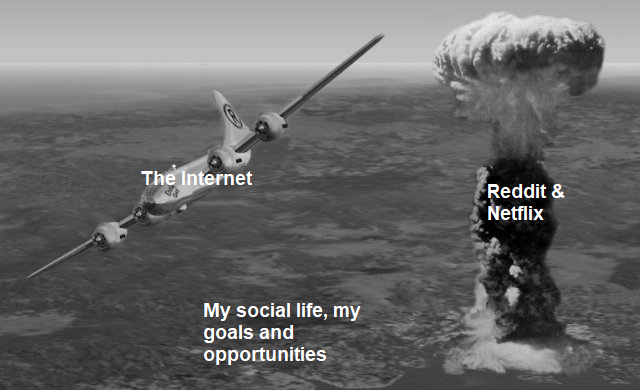 The Internet
Reddit &
Netflix
My social life, my
goals and
opportunities